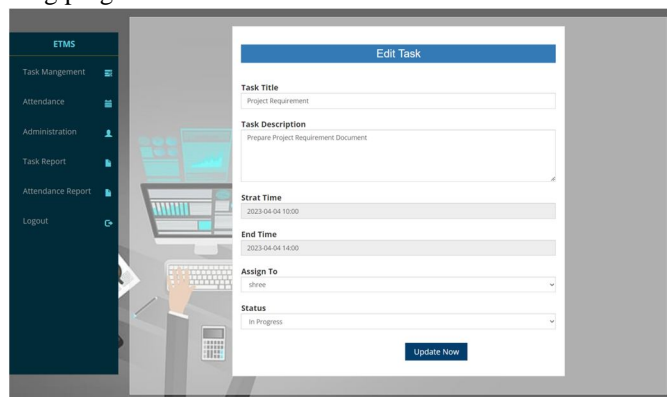 ETMS
Task Mangement
Attendance
Administration
Task Report
Attendance Report
Logout
Edit Task
Task Title
Project Requirement
Task Description
Prepare Project Requirement Document
Strat Time
2023-04-04 10:00
End Time
2023-04-04 14:00
Assign To
shree
Status
In Progress
Update Now